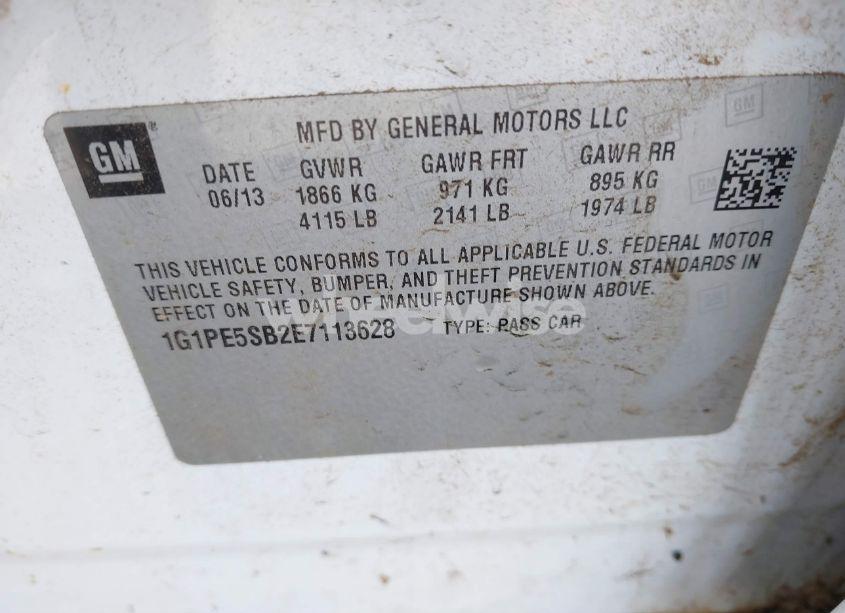 GM®
MFD BY GENERAL MOTORS LLC
DATE GVWR GAWR FRT GAWR RR
06/13 1866 KG 971 KG 895 KG
4115 LB 2141 LB 1974 LB
THIS VEHICLE CONFORMS TO ALL APPLICABLE U.S. FEDERAL MOTOR
VEHICLE SAFETY, BUMPER, AND THEFT PREVENTION STANDARDS IN
EFFECT ON THE DATE OF MANUFACTURE SHOWN ABOVE.
1G1PE5SB2E7113628 TYPE: PASS CAR
wheelwise